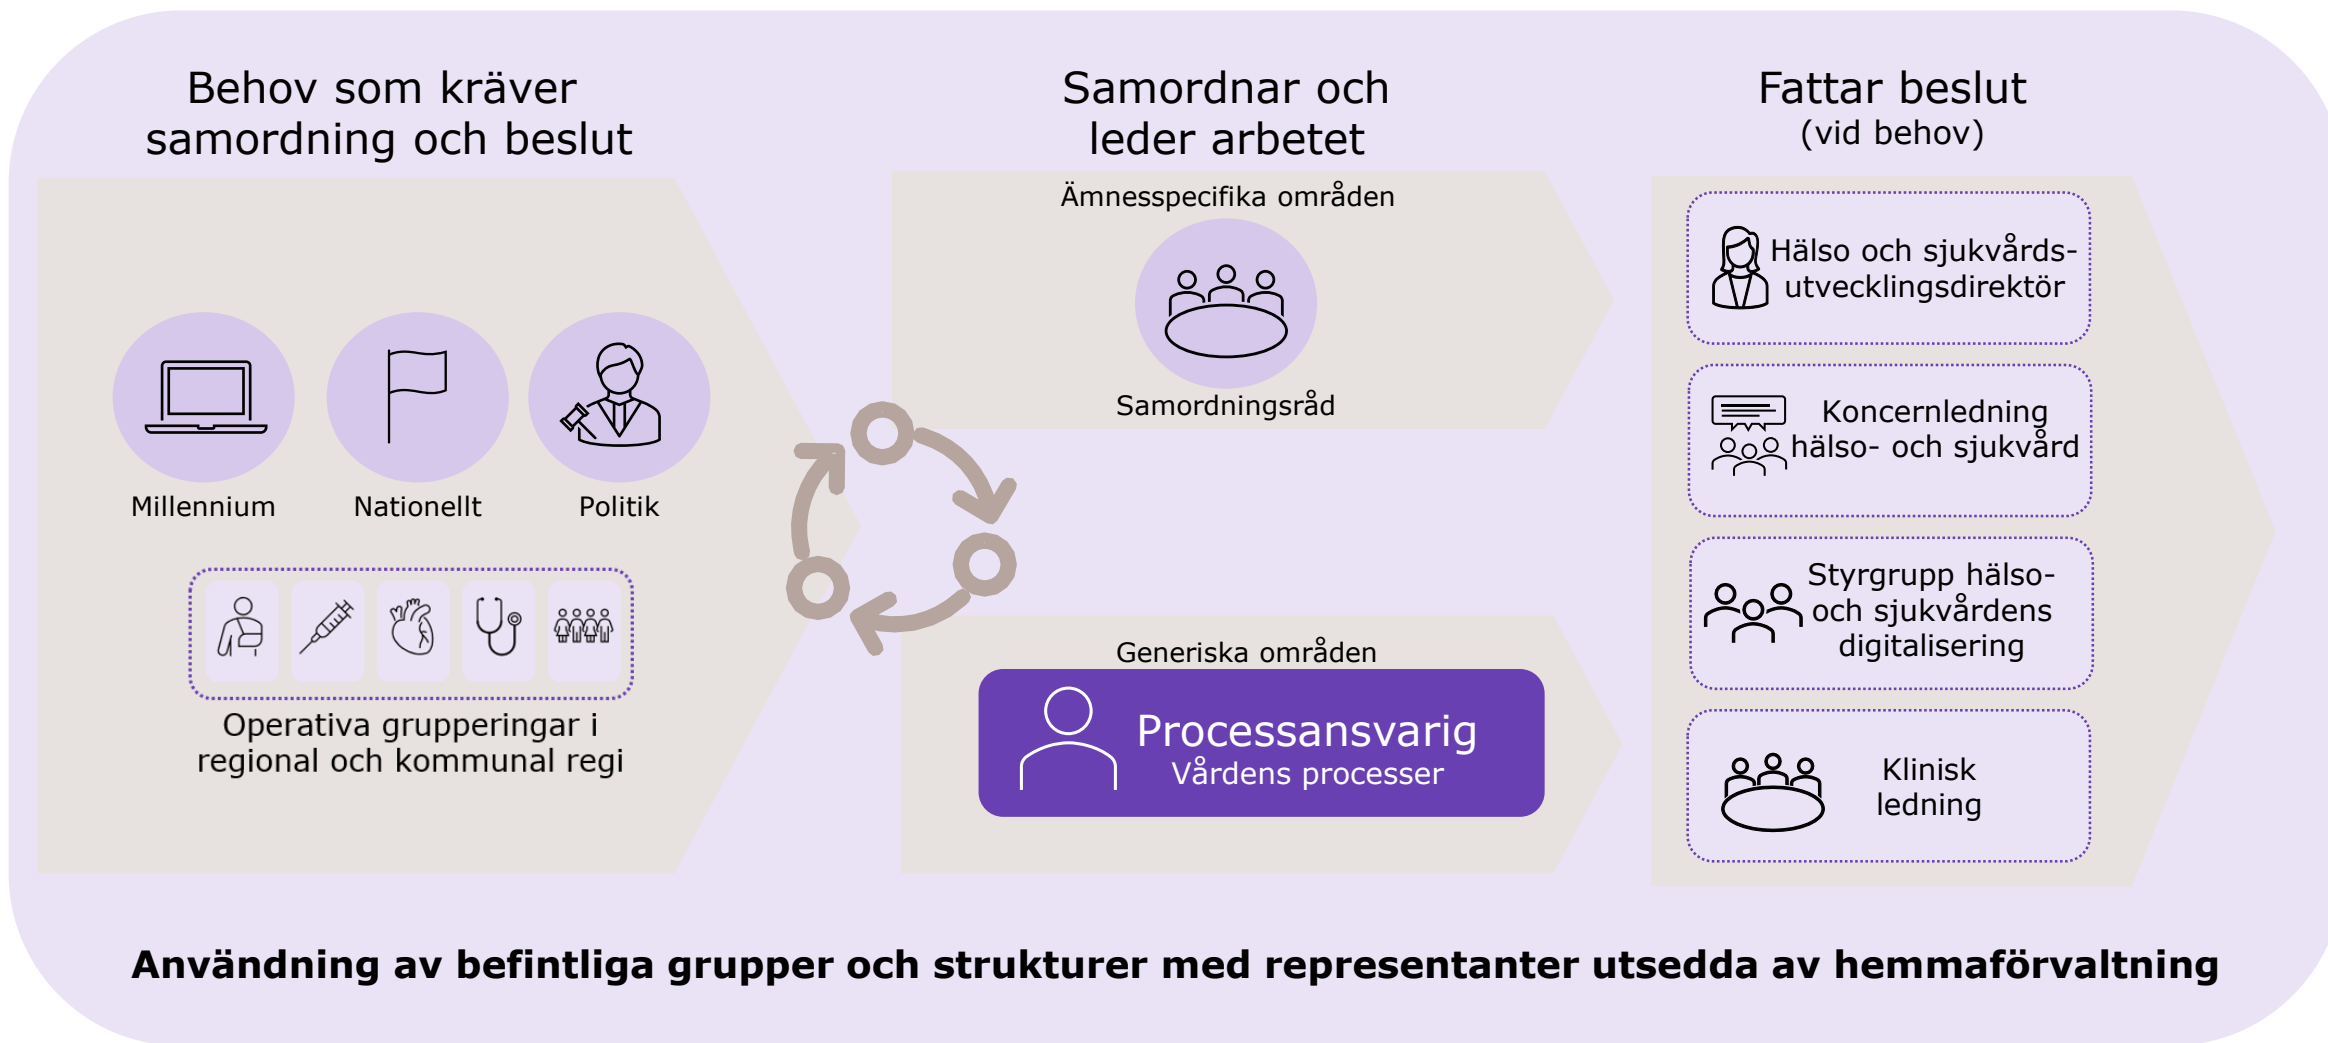 Behov som kräver
samordning och beslut
Millennium
Nationellt
Politik
Operativa grupperingar i
regional och kommunal regi
Samordnar och
leder arbetet
Ämnesspecifika områden
Samordningsråd
Generiska områden
Processansvarig
Vårdens processer
Fattar beslut
(vid behov)
Hälso och sjukvårds-
utvecklingsdirektör
Koncernledning
hälso- och sjukvård
Styrgrupp hälso-
och sjukvårdens
digitalisering
Klinisk
ledning
Användning av befintliga grupper och strukturer med representanter utsedda av hemmaförvaltning